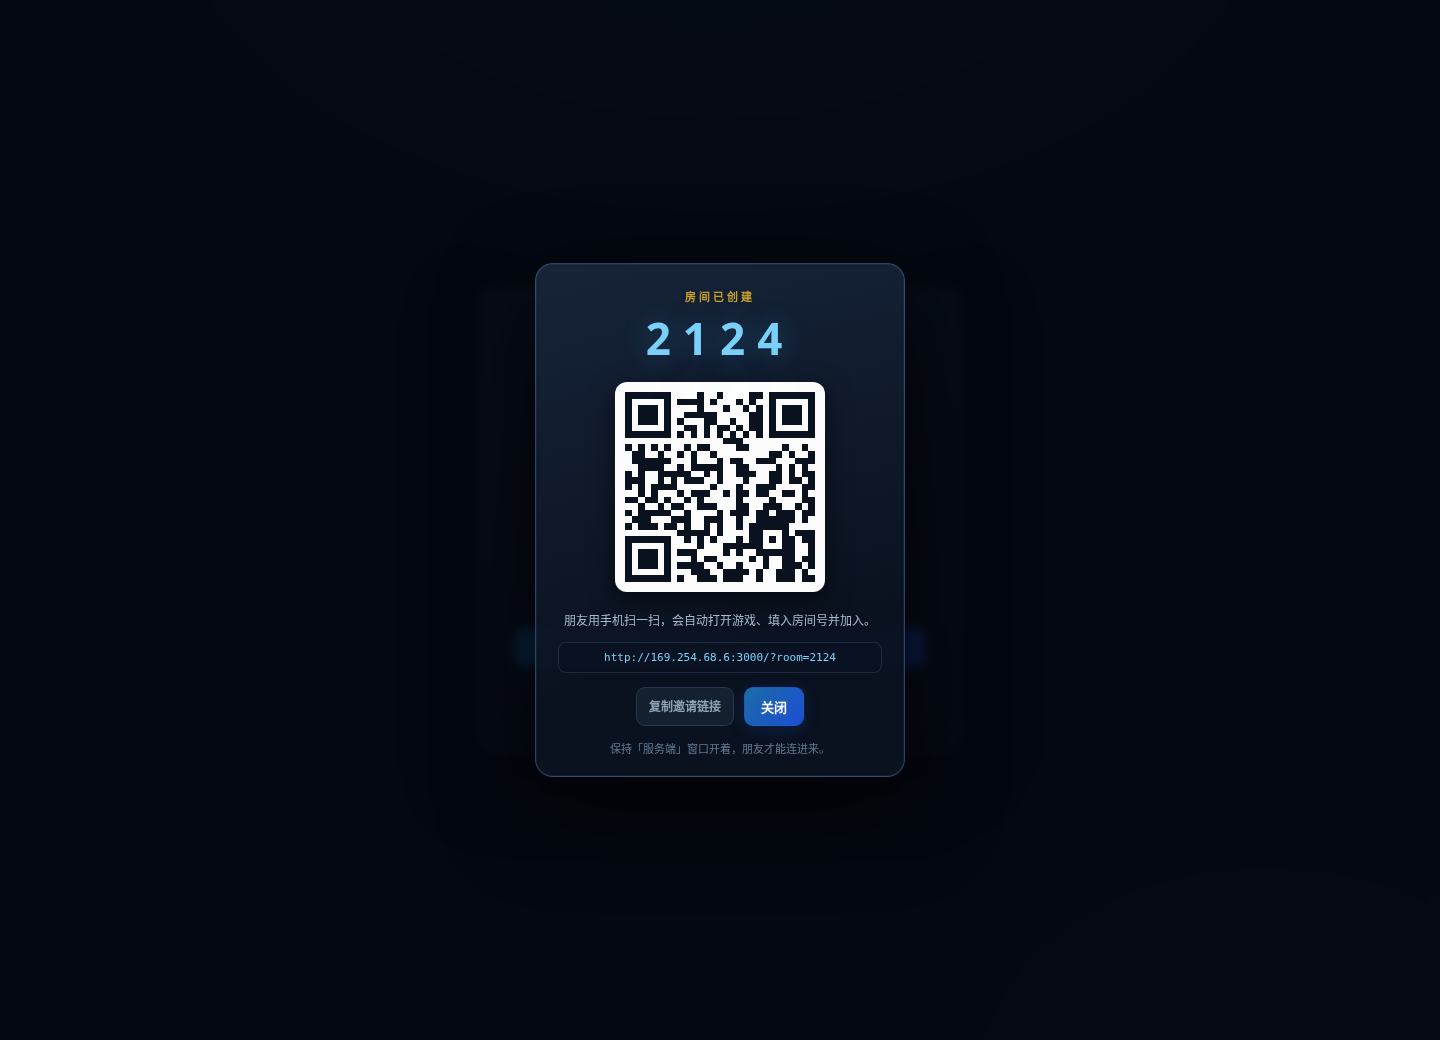 房间已创建
2124
朋友用手机扫一扫，会自动打开游戏、填入房间号并加入。
http://169.254.68.6:3000/?room=2124
复制邀请链接
关闭
保持「服务端」窗口开着，朋友才能连进来。